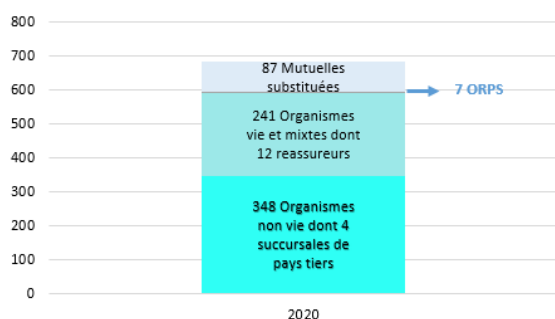 800
700
600
500
400
300
200
100
0
87 Mutuelles
substituées
7 ORPS
241 Organismes
vie et mixtes dont
12 reassureurs
348 Organismes
non vie dont 4
succursales de
pays tiers
2020